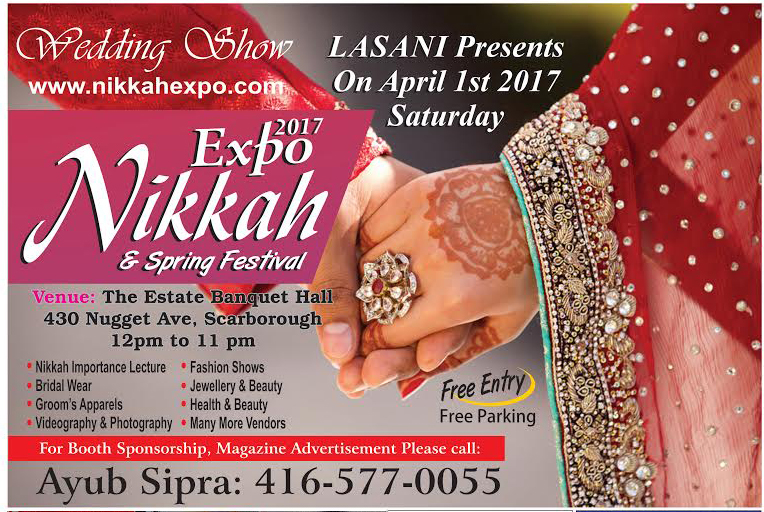 Wedding Show
www.nikkahexpo.com
LASANI Presents
On April 1st 2017
Saturday
2017
Expo
Nikkah
& Spring Festival
Venue: The Estate Banquet Hall
430 Nugget Ave, Scarborough
12pm to 11 pm
• Nikkah Importance Lecture
• Bridal Wear
• Groom's Apparels
• Videography & Photography
• Fashion Shows
• Jewellery & Beauty
• Health & Beauty
• Many More Vendors
Free Entry
Free Parking
For Booth Sponsorship, Magazine Advertisement Please call:
Ayub Sipra: 416-577-0055